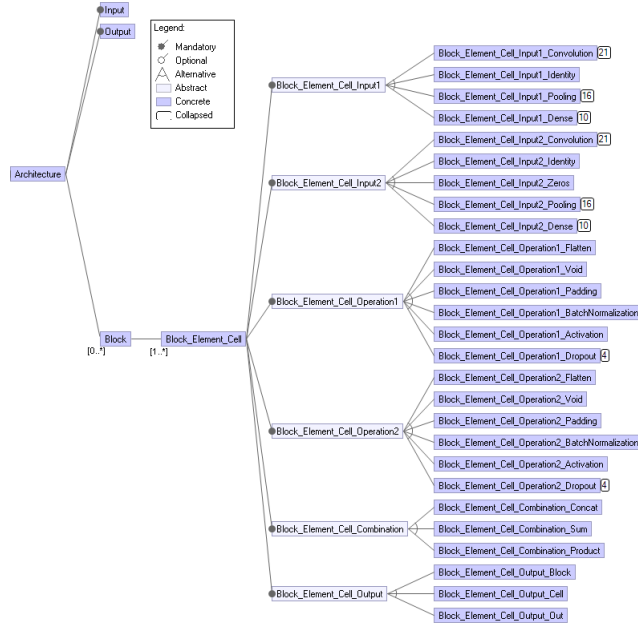 Input
Output
Legend:
Mandatory
Optional
Alternative
Abstract
Concrete
Collapsed
Architecture
Block
[0..*]
Block_Element_Cell
[1..*]
Block_Element_Cell_Input1
Block_Element_Cell_Input1_Convolution 21
Block_Element_Cell_Input1_Identity
Block_Element_Cell_Input1_Pooling 16
Block_Element_Cell_Input1_Dense 10
Block_Element_Cell_Input2
Block_Element_Cell_Input2_Convolution 21
Block_Element_Cell_Input2_Identity
Block_Element_Cell_Input2_Zeros
Block_Element_Cell_Input2_Pooling 16
Block_Element_Cell_Input2_Dense 10
Block_Element_Cell_Operation1
Block_Element_Cell_Operation1_Flatten
Block_Element_Cell_Operation1_Void
Block_Element_Cell_Operation1_Padding
Block_Element_Cell_Operation1_BatchNormalization
Block_Element_Cell_Operation1_Activation
Block_Element_Cell_Operation1_Dropout 4
Block_Element_Cell_Operation2
Block_Element_Cell_Operation2_Flatten
Block_Element_Cell_Operation2_Void
Block_Element_Cell_Operation2_Padding
Block_Element_Cell_Operation2_BatchNormalization
Block_Element_Cell_Operation2_Activation
Block_Element_Cell_Operation2_Dropout 4
Block_Element_Cell_Combination
Block_Element_Cell_Combination_Concat
Block_Element_Cell_Combination_Sum
Block_Element_Cell_Combination_Product
Block_Element_Cell_Output
Block_Element_Cell_Output_Block
Block_Element_Cell_Output_Cell
Block_Element_Cell_Output_Out